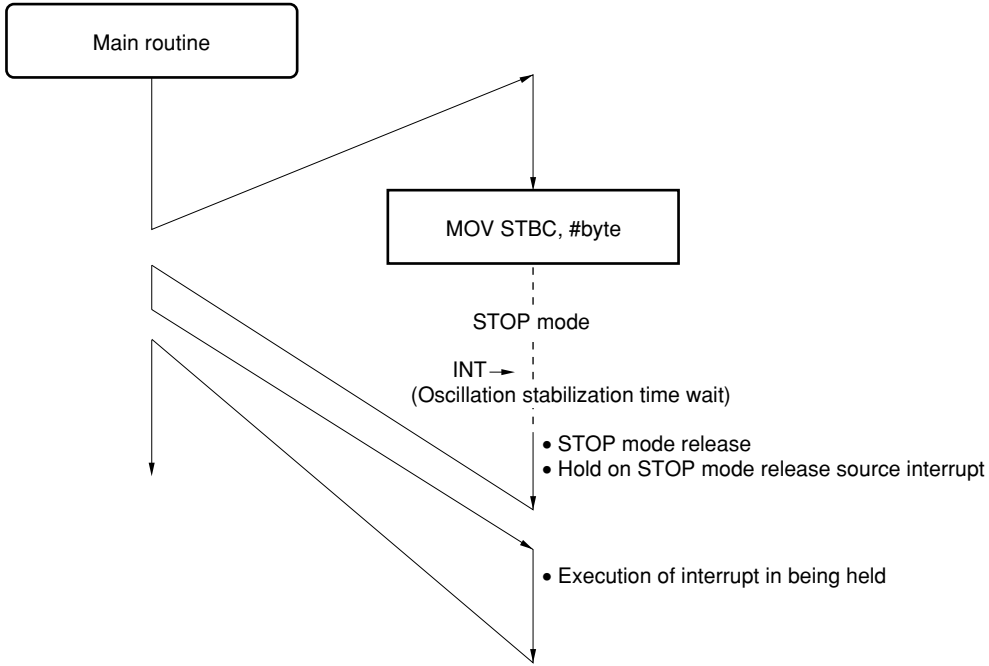 Main routine
MOV STBC, #byte
STOP mode
INT
(Oscillation stabilization time wait)
• STOP mode release
• Hold on STOP mode release source interrupt
• Execution of interrupt in being held